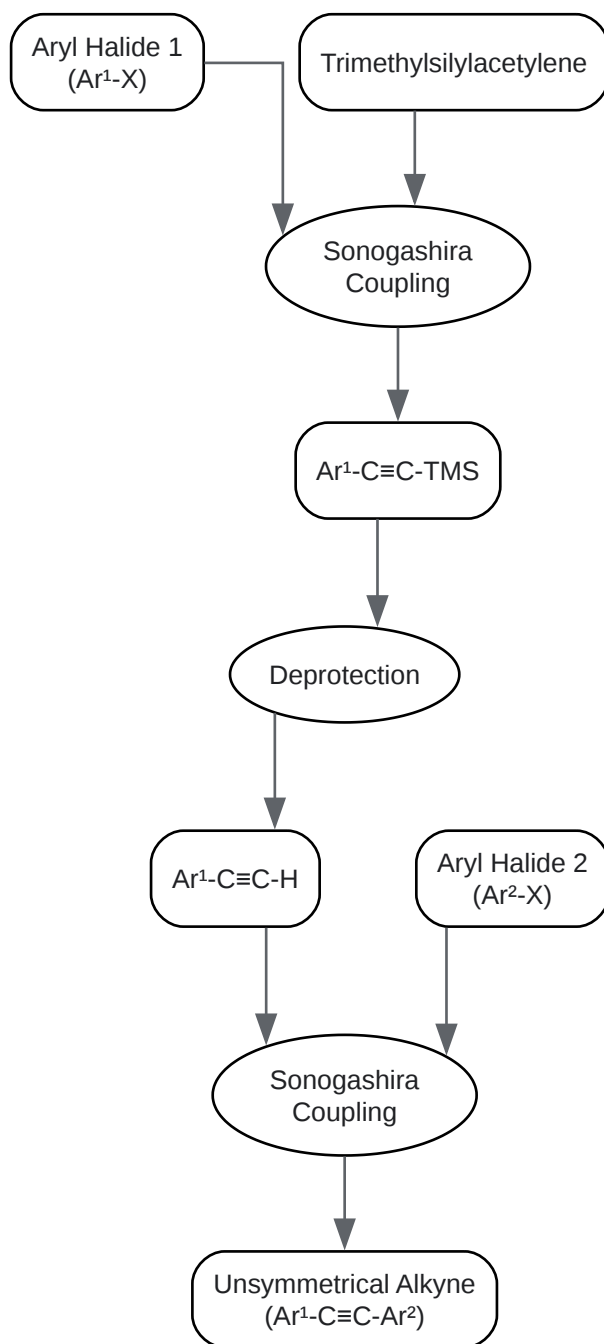 Aryl Halide 1
(Ar¹-X)
Trimethylsilylacetylene
Sonogashira
Coupling
Ar¹-C≡C-TMS
Deprotection
Ar¹-C≡C-H
Aryl Halide 2
(Ar²-X)
Sonogashira
Coupling
Unsymmetrical Alkyne
(Ar¹-C≡C-Ar²)